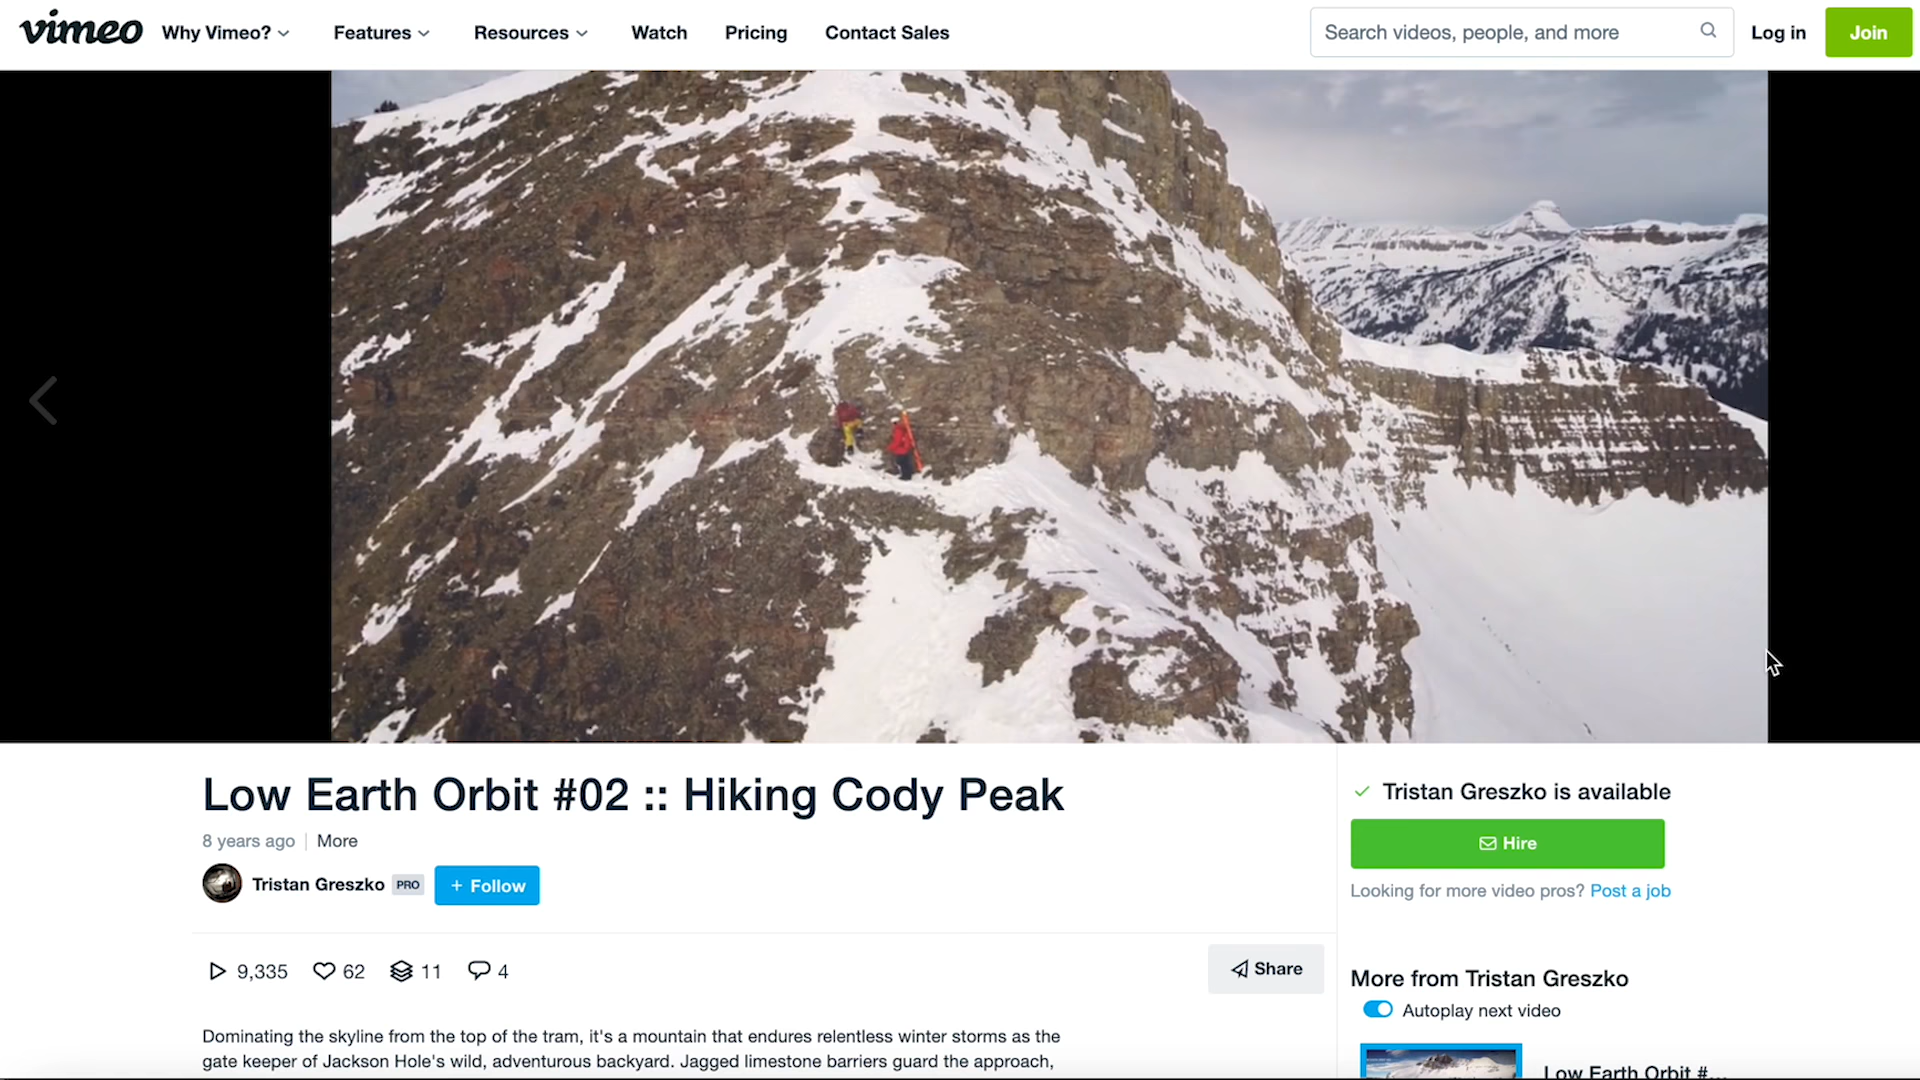 vimeo Why Vimeo? Features Resources Watch Pricing Contact Sales Search videos, people, and more Log in Join
Low Earth Orbit #02 :: Hiking Cody Peak
8 years ago More
Tristan Greszko PRO + Follow
9,335 62 11 4
Share
Dominating the skyline from the top of the tram, it's a mountain that endures relentless winter storms as the
gate keeper of Jackson Hole's wild, adventurous backyard. Jagged limestone barriers guard the approach,
Tristan Greszko is available
Hire
Looking for more video pros? Post a job
More from Tristan Greszko
Autoplay next video
Low Earth Orbit #...